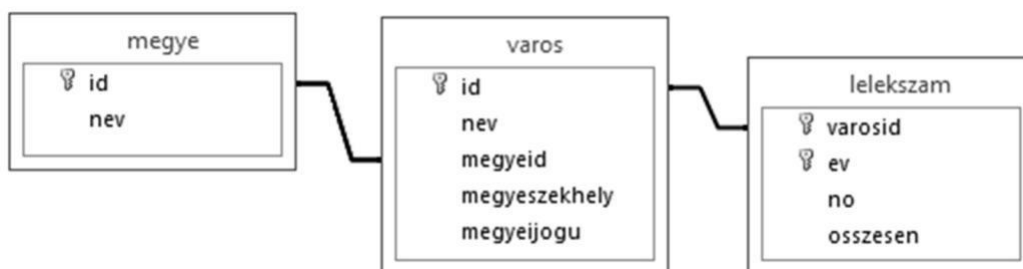 megye
id
nev
varos
id
nev
megyeid
megyeszekhely
megyeijogu
lelekszam
varosid
ev
no
osszesen